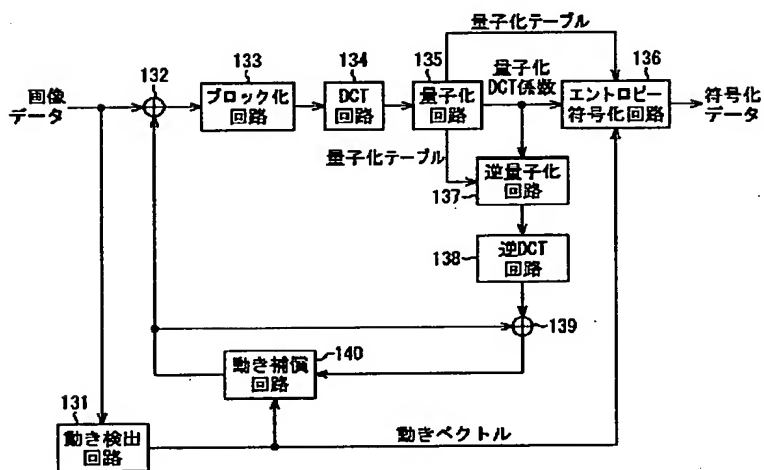 量子化テーブル
132
133
134
135
量子化
DCT係数
136
画像
データ
ブロック化
回路
DCT
回路
量子化
回路
エントロピー
符号化回路
符号化
データ
量子化テーブル
逆量子化
回路
137
138
逆DCT
回路
139
140
動き補償
回路
131
動き検出
回路
動きベクトル